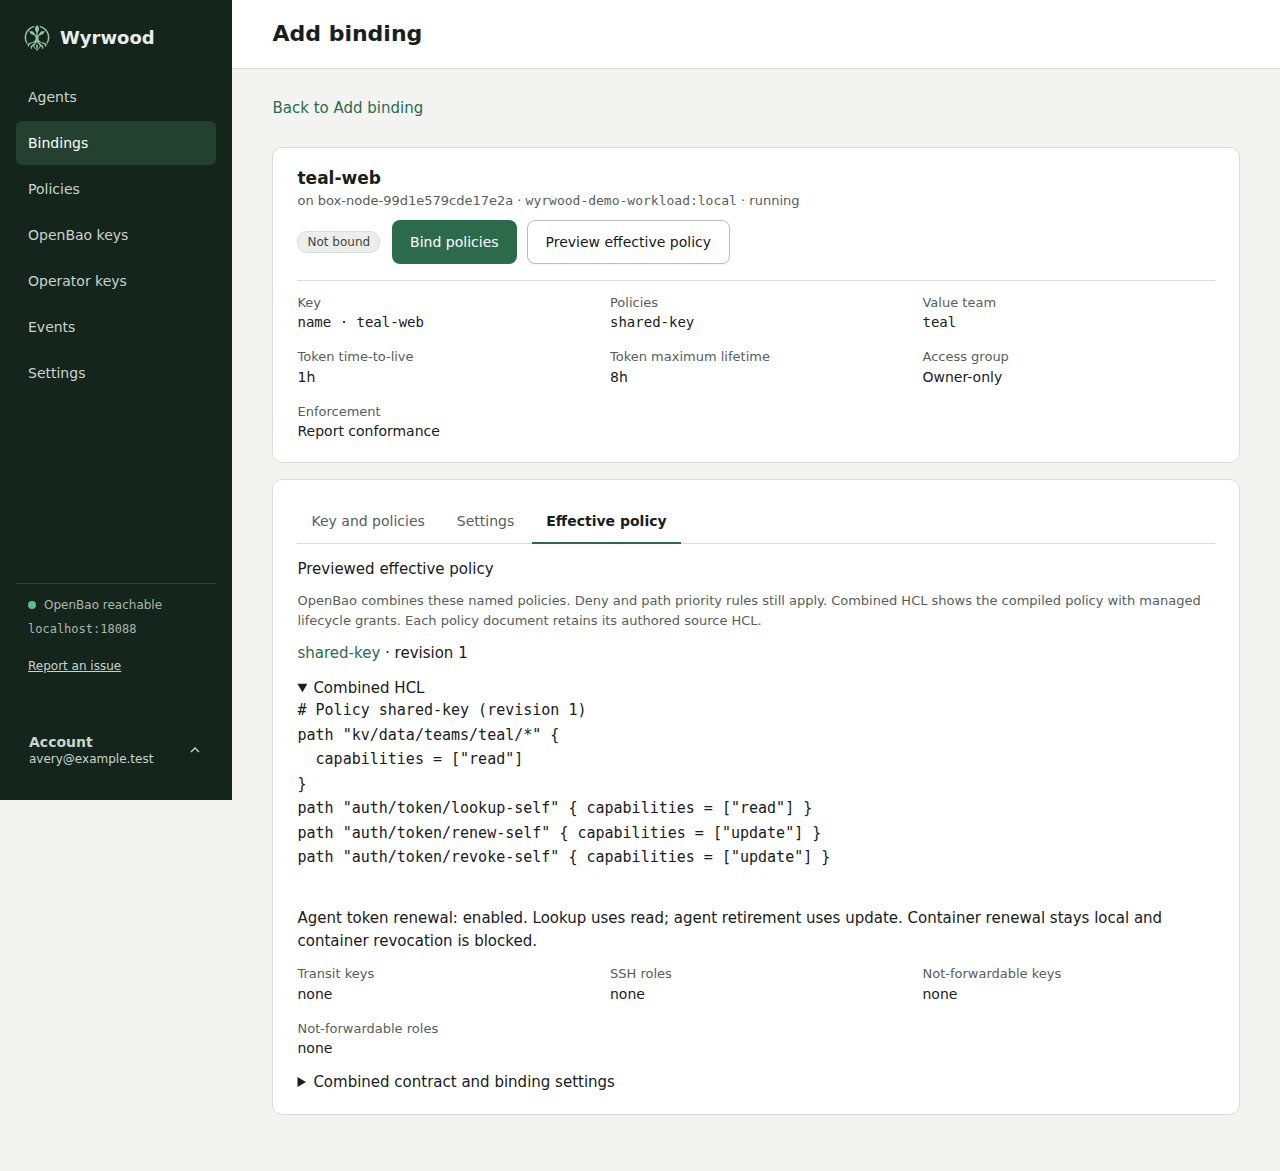 Wyrwood
Agents
Bindings
Policies
OpenBao keys
Operator keys
Events
Settings
OpenBao reachable
localhost:18088
Report an issue
Account
avery@example.test
Add binding
Back to Add binding
teal-web
on box-node-99d1e579cde17e2a · wyrwood-demo-workload:local · running
Not bound
Bind policies
Preview effective policy
Key
name · teal-web
Policies
shared-key
Value team
teal
Token time-to-live
1h
Token maximum lifetime
8h
Access group
Owner-only
Enforcement
Report conformance
Key and policies
Settings
Effective policy
Previewed effective policy
OpenBao combines these named policies. Deny and path priority rules still apply. Combined HCL shows the compiled policy with managed
lifecycle grants. Each policy document retains its authored source HCL.
shared-key · revision 1
Combined HCL
# Policy shared-key (revision 1)
path "kv/data/teams/teal/*" {
  capabilities = ["read"]
}
path "auth/token/lookup-self" { capabilities = ["read"] }
path "auth/token/renew-self" { capabilities = ["update"] }
path "auth/token/revoke-self" { capabilities = ["update"] }
Agent token renewal: enabled. Lookup uses read; agent retirement uses update. Container renewal stays local and
container revocation is blocked.
Transit keys
none
SSH roles
none
Not-forwardable keys
none
Not-forwardable roles
none
Combined contract and binding settings